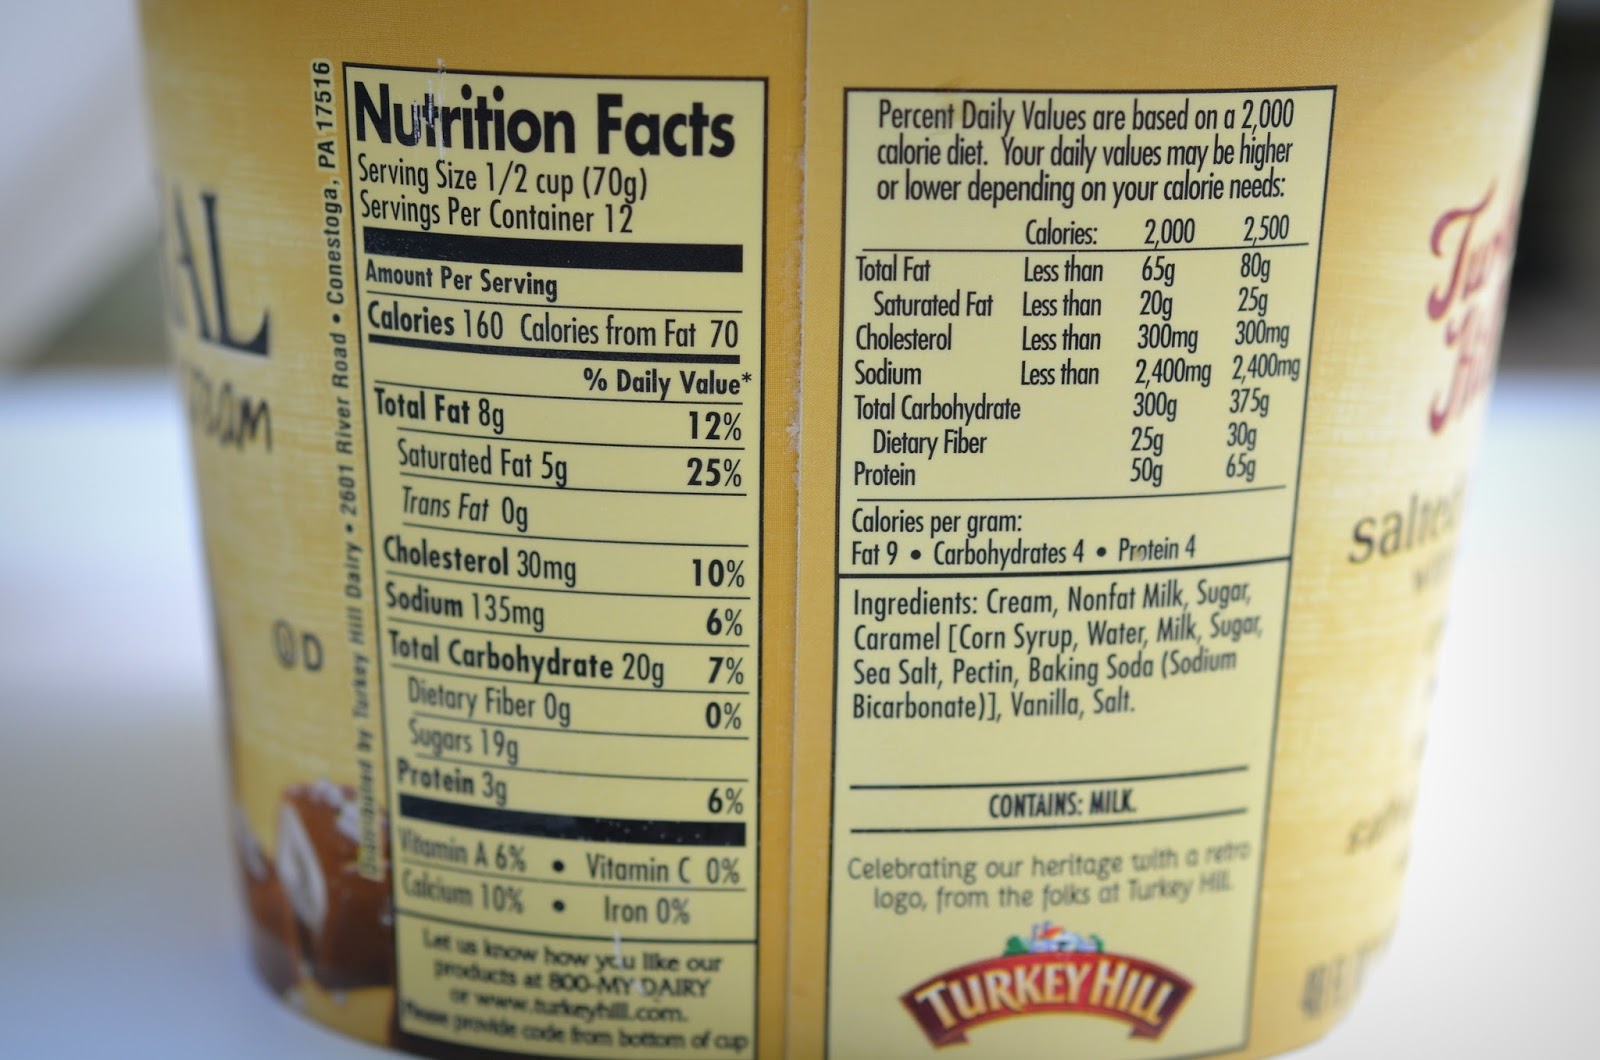 AL
D
Distributed by Turkey Hill Dairy • 2601 River Road • Conestoga, PA 17516
Nutrition Facts
Serving Size 1/2 cup (70g)
Servings Per Container 12
Amount Per Serving
Calories 160 Calories from Fat 70
% Daily Value*
Total Fat 8g 12%
Saturated Fat 5g 25%
Trans Fat 0g
Cholesterol 30mg 10%
Sodium 135mg 6%
Total Carbohydrate 20g 7%
Dietary Fiber 0g 0%
Sugars 19g
Protein 3g 6%
Vitamin A 6% • Vitamin C 0%
Calcium 10% • Iron 0%
Let us know how you like our
products at 800-MY DAIRY
or www.turkeyhill.com.
Please provide code from bottom of cup
Percent Daily Values are based on a 2,000
calorie diet. Your daily values may be higher
or lower depending on your calorie needs:
Calories: 2,000 2,500
Total Fat Less than 65g 80g
Saturated Fat Less than 20g 25g
Cholesterol Less than 300mg 300mg
Sodium Less than 2,400mg 2,400mg
Total Carbohydrate 300g 375g
Dietary Fiber 25g 30g
Protein 50g 65g
Calories per gram:
Fat 9 • Carbohydrates 4 • Protein 4
Ingredients: Cream, Nonfat Milk, Sugar,
Caramel [Corn Syrup, Water, Milk, Sugar,
Sea Salt, Pectin, Baking Soda (Sodium
Bicarbonate)], Vanilla, Salt.
CONTAINS: MILK.
Celebrating our heritage with a retro
logo, from the folks at Turkey Hill.
TURKEY HILL